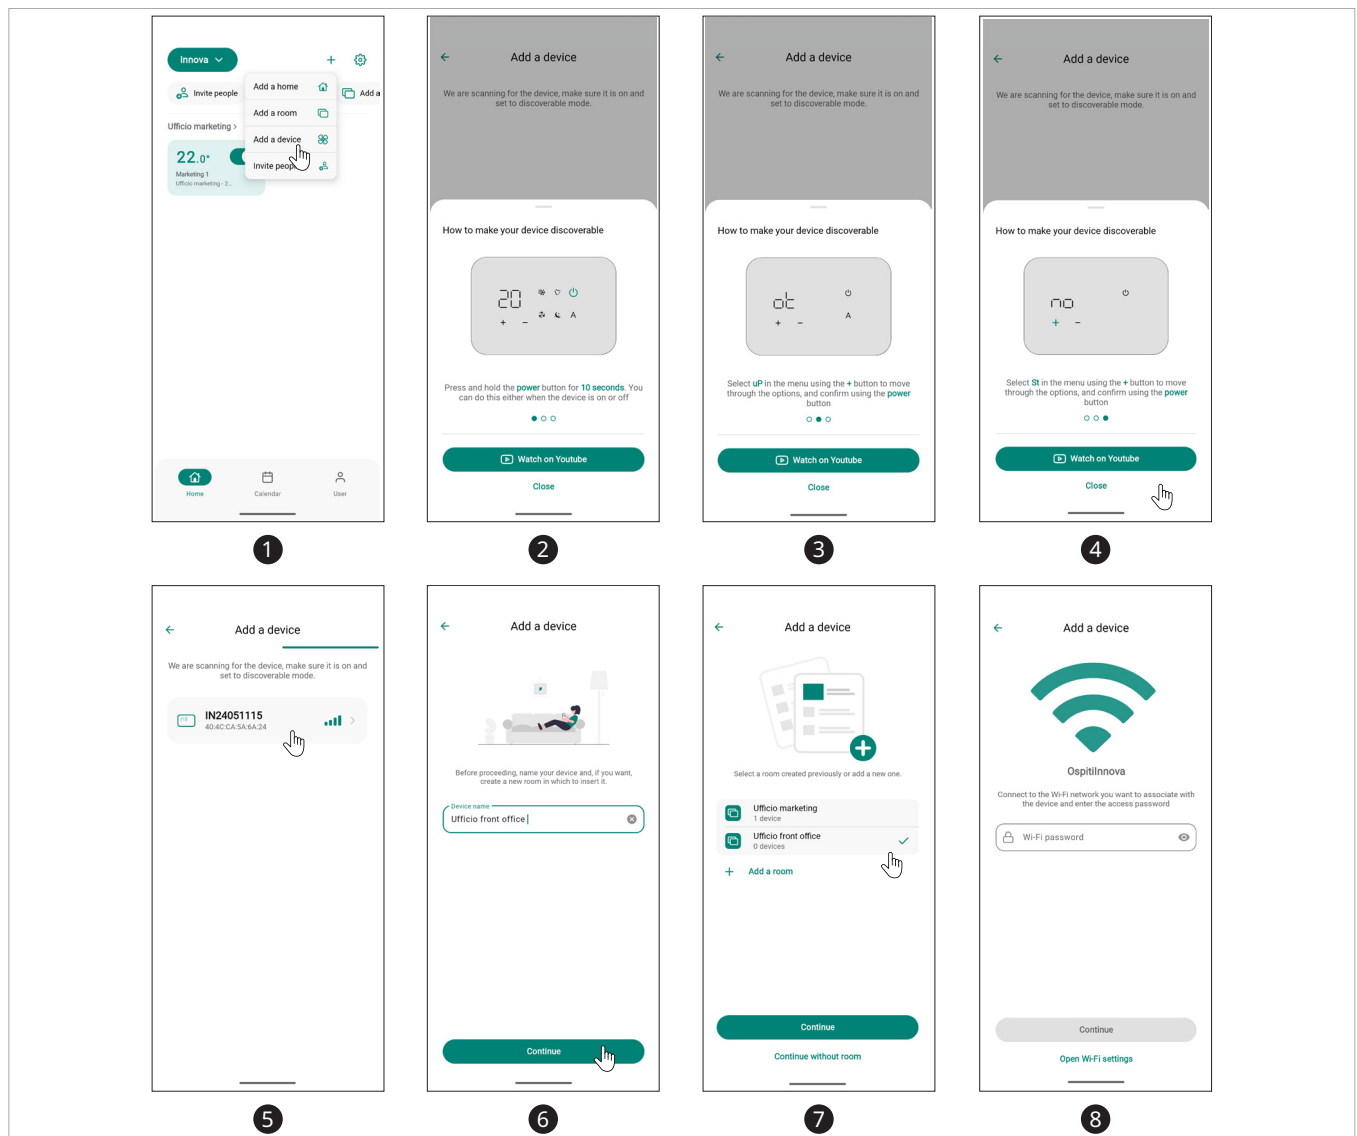 Innova
Invite people
Add a home
Add a room
Add a device
Invite people
Add a
Ufficio marketing >
22.0°
Marketing 1
Ufficio marketing - 2...
Home
Calendar
User
1
Add a device
We are scanning for the device, make sure it is on and
set to discoverable mode.
How to make your device discoverable
20
+ -
A
Press and hold the power button for 10 seconds. You
can do this either when the device is on or off
Watch on Youtube
Close
2
Add a device
We are scanning for the device, make sure it is on and
set to discoverable mode.
How to make your device discoverable
ot
+ -
A
Select uP in the menu using the + button to move
through the options, and confirm using the power
button
Watch on Youtube
Close
3
Add a device
We are scanning for the device, make sure it is on and
set to discoverable mode.
How to make your device discoverable
no
+ -
Select St in the menu using the + button to move
through the options, and confirm using the power
button
Watch on Youtube
Close
4
Add a device
We are scanning for the device, make sure it is on and
set to discoverable mode.
IN24051115
40:4C:CA:5A:6A:24
5
Add a device
Before proceeding, name your device and, if you want,
create a new room in which to insert it.
Device name
Ufficio front office
Continue
6
Add a device
Select a room created previously or add a new one.
Ufficio marketing
1 device
Ufficio front office
0 devices
+ Add a room
Continue
Continue without room
7
Add a device
OspitiInnova
Connect to the Wi-Fi network you want to associate with
the device and enter the access password
Wi-Fi password
Continue
Open Wi-Fi settings
8